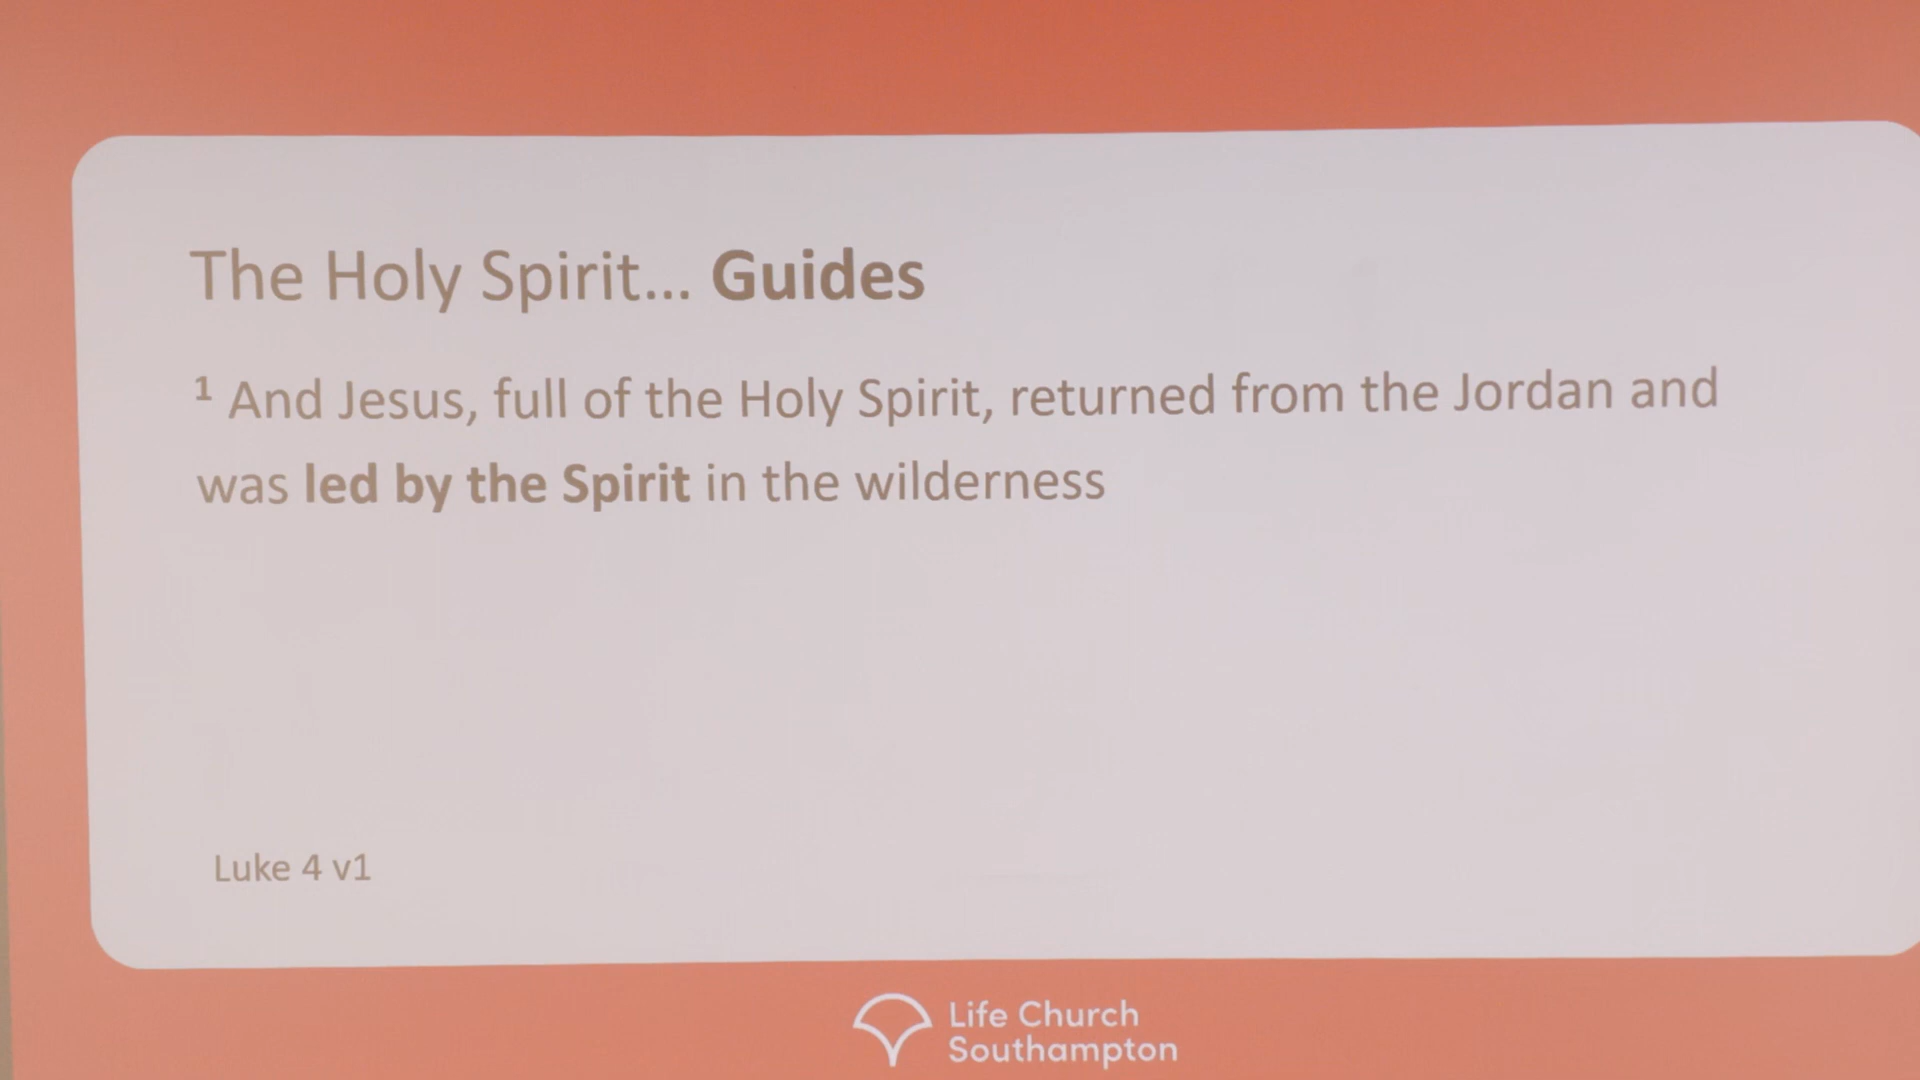 The Holy Spirit... Guides
¹ And Jesus, full of the Holy Spirit, returned from the Jordan and
was led by the Spirit in the wilderness
Luke 4 v1
Life Church
Southampton